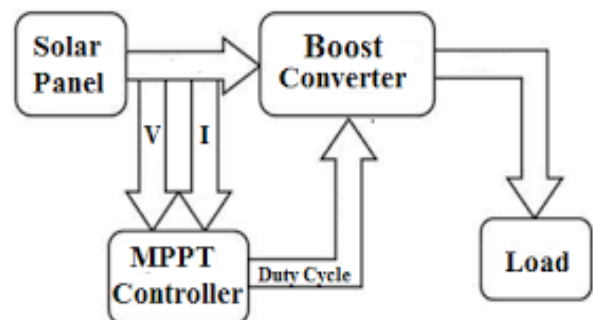 Solar
Panel
Boost
Converter
V
I
MPPT
Controller
Duty Cycle
Load